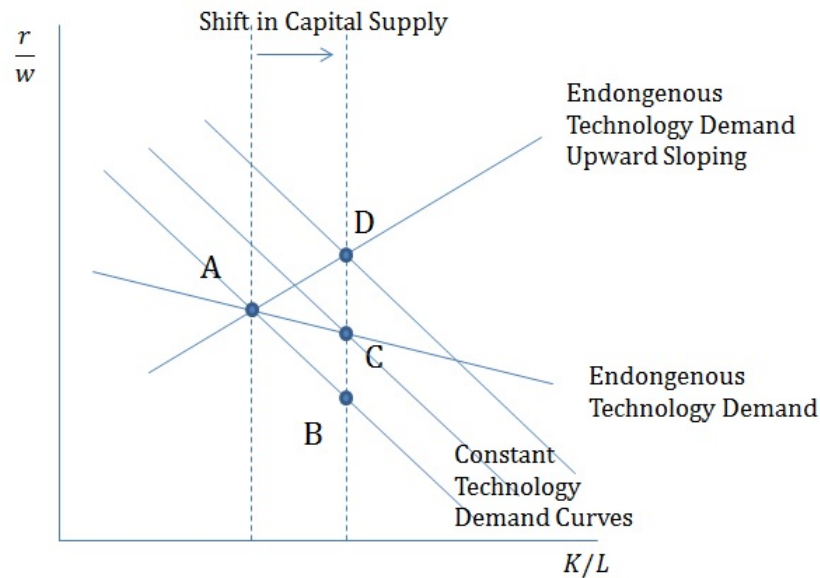 Shift in Capital Supply
r
w
Endongenous
Technology Demand
Upward Sloping
D
A
C
B
Endongenous
Technology Demand
Constant
Technology
Demand Curves
K/L